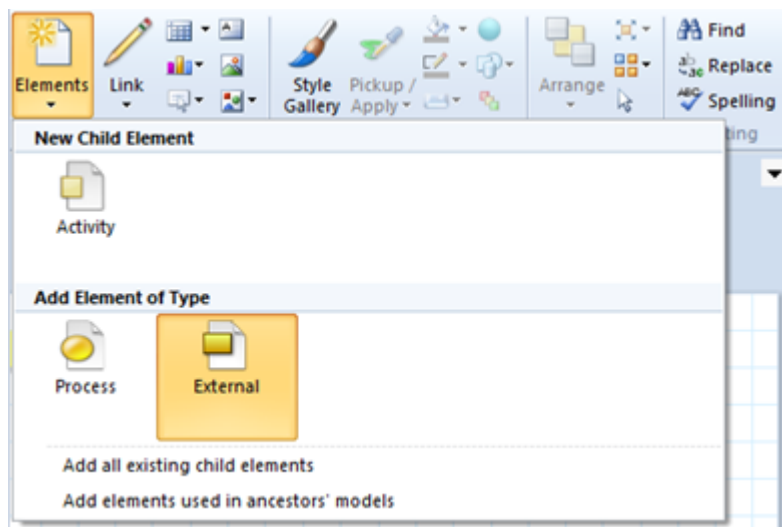 Find
Replace
Spelling
Elements
Link
Style
Gallery
Pickup /
Apply
Arrange
ting
New Child Element
Activity
Add Element of Type
Process
External
Add all existing child elements
Add elements used in ancestors' models